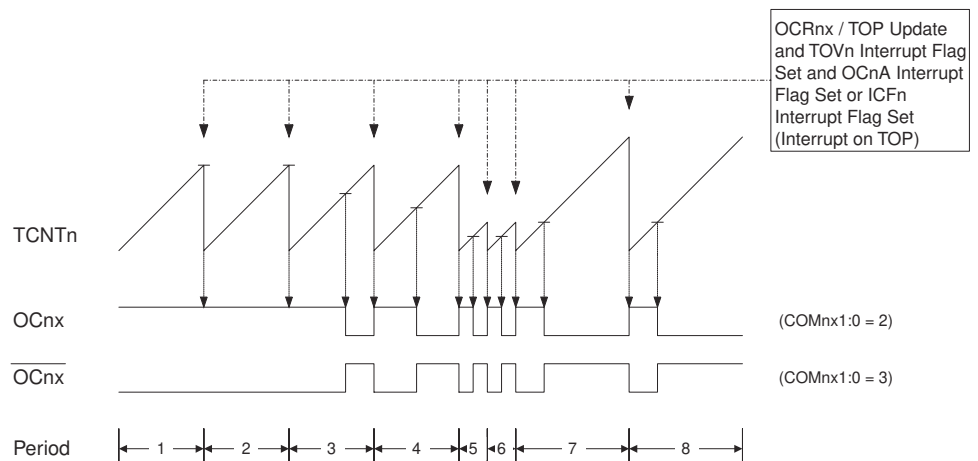 OCRnx / TOP Update
and TOVn Interrupt Flag
Set and OCnA Interrupt
Flag Set or ICFn
Interrupt Flag Set
(Interrupt on TOP)
TCNTn
OCnx (COMnx1:0 = 2)
OCnx (COMnx1:0 = 3)
Period 1 2 3 4 5 6 7 8